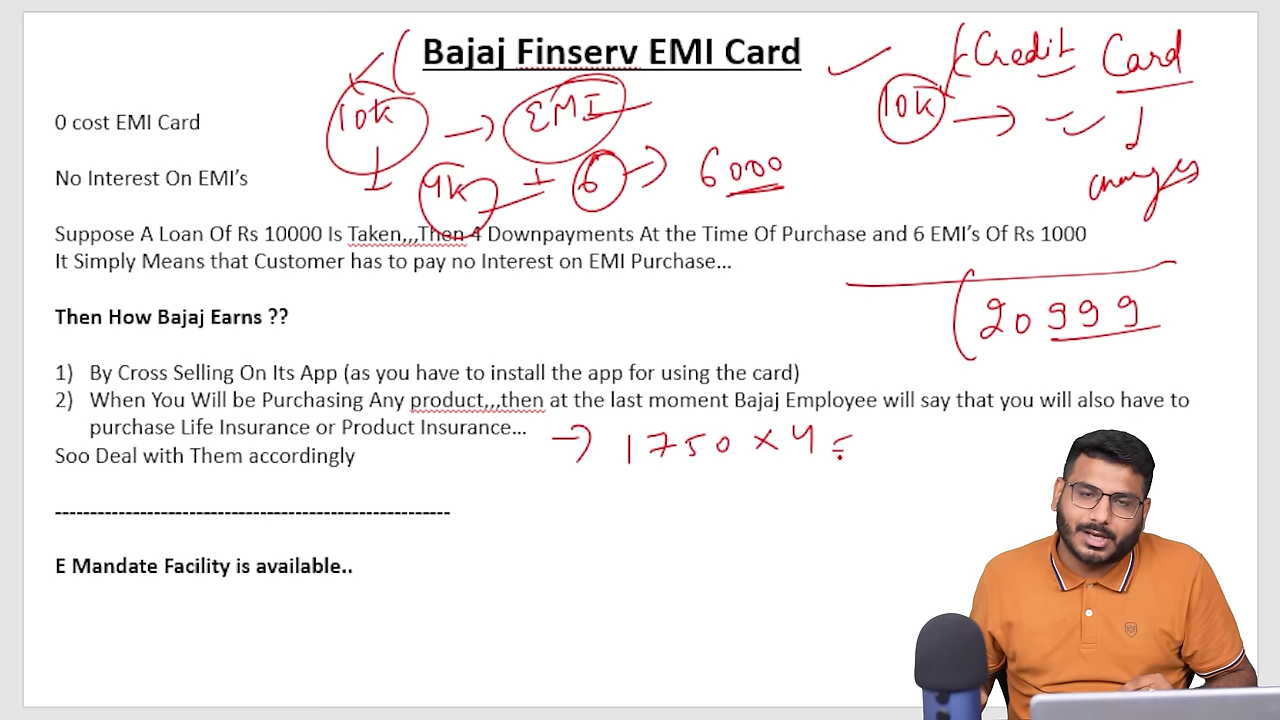 Bajaj Finserv EMI Card
Credit Card
10k → EMI
10k →
charges
4k + 6 → 6000
0 cost EMI Card
No Interest On EMI’s
Suppose A Loan Of Rs 10000 Is Taken,,,Then 4 Downpayments At the Time Of Purchase and 6 EMI’s Of Rs 1000
It Simply Means that Customer has to pay no Interest on EMI Purchase...
20999
Then How Bajaj Earns ??
1) By Cross Selling On Its App (as you have to install the app for using the card)
2) When You Will be Purchasing Any product,,,then at the last moment Bajaj Employee will say that you will also have to
purchase Life Insurance or Product Insurance...
→ 1750 x 4 =
Soo Deal with Them accordingly
--------------------------------------------------------
E Mandate Facility is available..